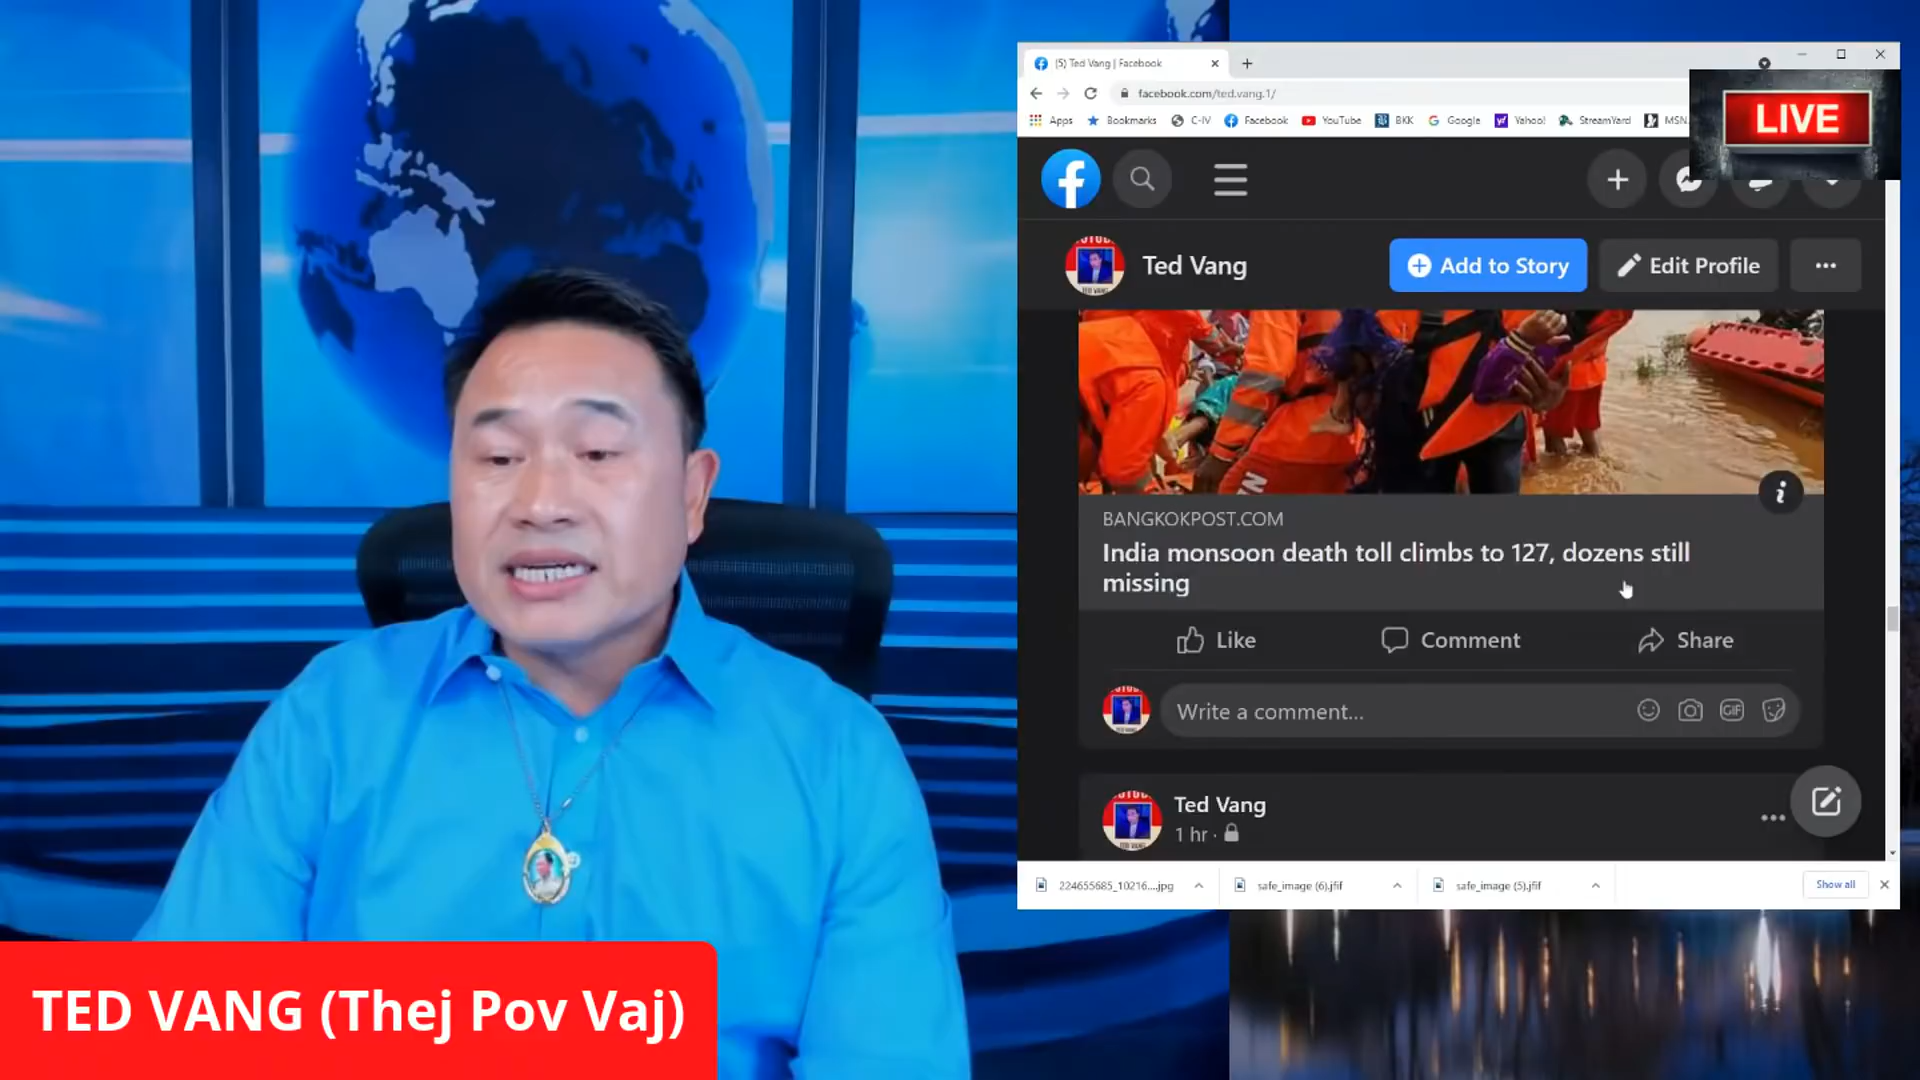 (5) Ted Vang | Facebook
facebook.com/ted.vang.1/
Apps Bookmarks C-IV Facebook YouTube BKK Google Yahoo! StreamYard MSN
LIVE
Ted Vang
Add to Story
Edit Profile
BANGKOKPOST.COM
India monsoon death toll climbs to 127, dozens still
missing
Like Comment Share
Write a comment...
GIF
Ted Vang
1 hr ·
224655685_10216....jpg safe_image (6).jfif safe_image (5).jfif Show all
TED VANG (Thej Pov Vaj)